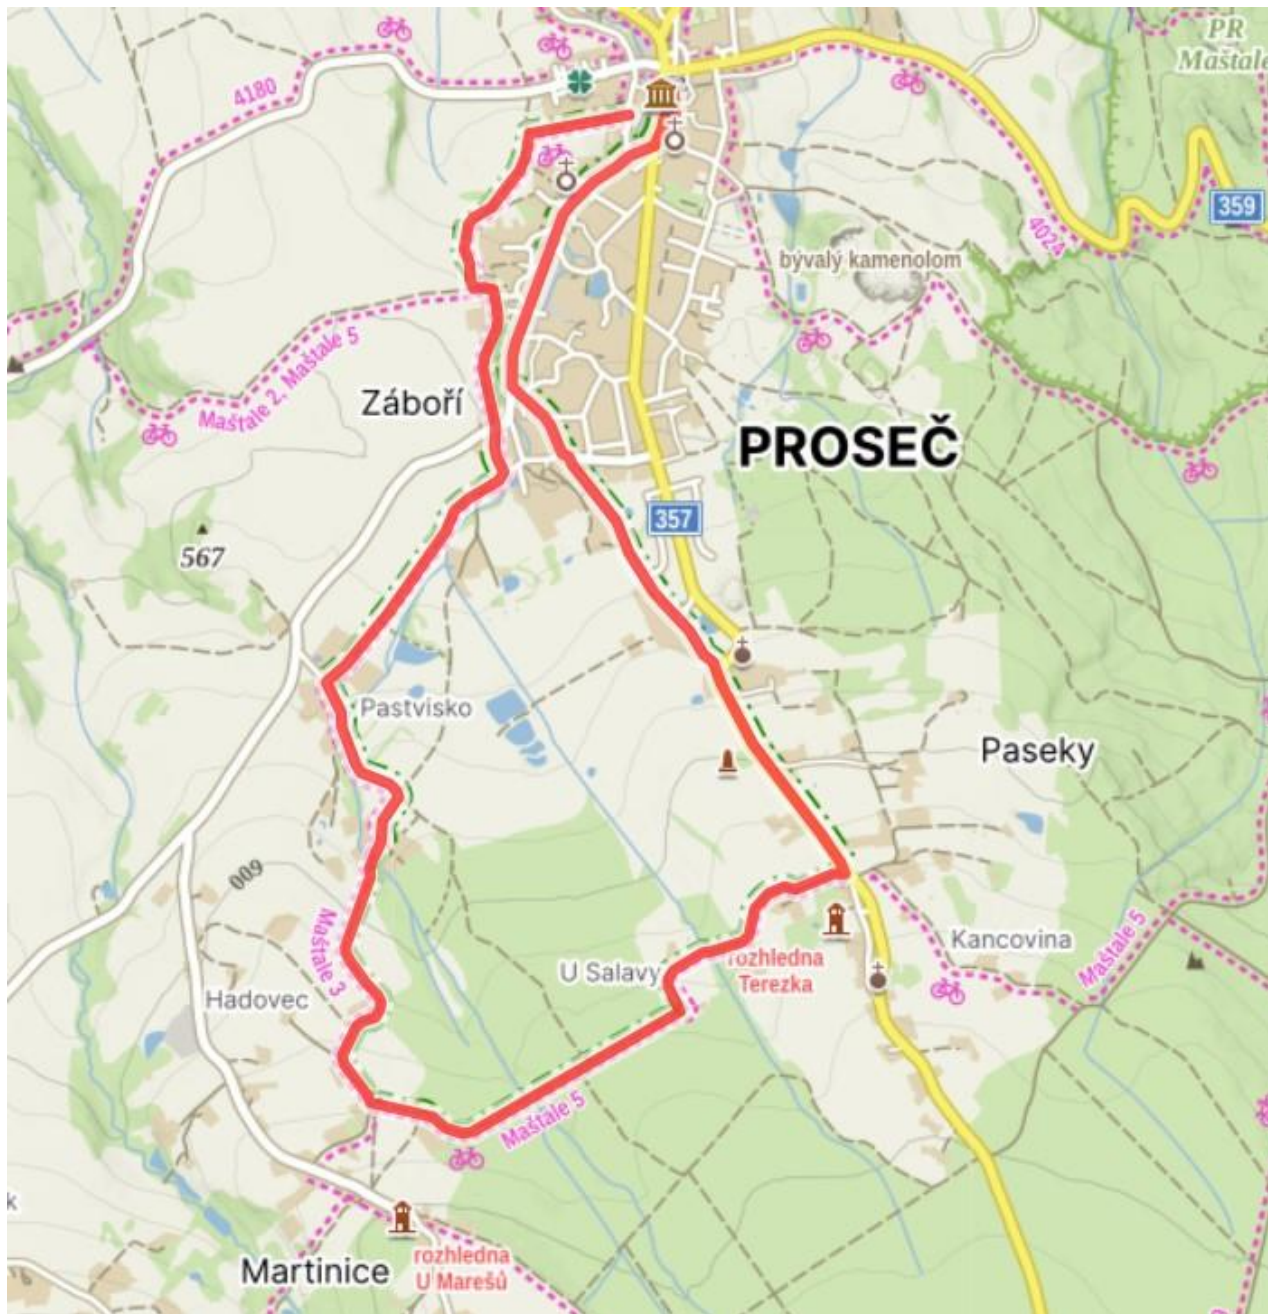 PR
Maštale
4180
359
4024
bývalý kamenolom
Maštale 2, Maštale 5
Záboří
PROSEČ
357
567
Pastvisko
Paseky
600
Maštale 3
Maštale 5
Kancovina
U Salavy
rozhledna
Terezka
Hadovec
Maštale 5
k
rozhledna
U Marešů
Martinice